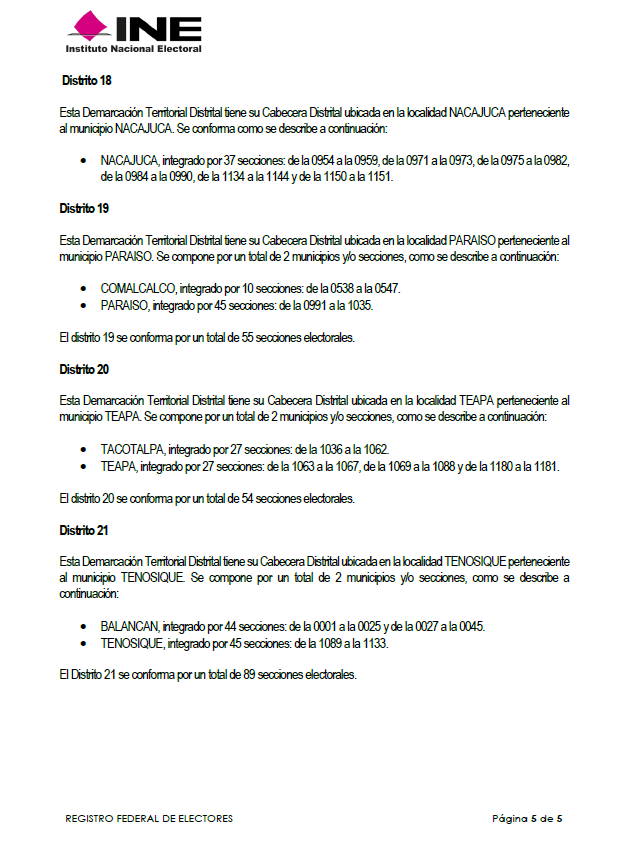 INE
Instituto Nacional Electoral
Distrito 18
Esta Demarcación Territorial Distrital tiene su Cabecera Distrital ubicada en la localidad NACAJUCA perteneciente
al municipio NACAJUCA. Se conforma como se describe a continuación:
• NACAJUCA, integrado por 37 secciones: de la 0954 a la 0959, de la 0971 a la 0973, de la 0975 a la 0982,
de la 0984 a la 0990, de la 1134 a la 1144 y de la 1150 a la 1151.
Distrito 19
Esta Demarcación Territorial Distrital tiene su Cabecera Distrital ubicada en la localidad PARAISO perteneciente al
municipio PARAISO. Se compone por un total de 2 municipios y/o secciones, como se describe a continuación:
• COMALCALCO, integrado por 10 secciones: de la 0538 a la 0547.
• PARAISO, integrado por 45 secciones: de la 0991 a la 1035.
El distrito 19 se conforma por un total de 55 secciones electorales.
Distrito 20
Esta Demarcación Territorial Distrital tiene su Cabecera Distrital ubicada en la localidad TEAPA perteneciente al
municipio TEAPA. Se compone por un total de 2 municipios y/o secciones, como se describe a continuación:
• TACOTALPA, integrado por 27 secciones: de la 1036 a la 1062.
• TEAPA, integrado por 27 secciones: de la 1063 a la 1067, de la 1069 a la 1088 y de la 1180 a la 1181.
El distrito 20 se conforma por un total de 54 secciones electorales.
Distrito 21
Esta Demarcación Territorial Distrital tiene su Cabecera Distrital ubicada en la localidad TENOSIQUE perteneciente
al municipio TENOSIQUE. Se compone por un total de 2 municipios y/o secciones, como se describe a
continuación:
• BALANCAN, integrado por 44 secciones: de la 0001 a la 0025 y de la 0027 a la 0045.
• TENOSIQUE, integrado por 45 secciones: de la 1089 a la 1133.
El Distrito 21 se conforma por un total de 89 secciones electorales.
REGISTRO FEDERAL DE ELECTORES Página 5 de 5